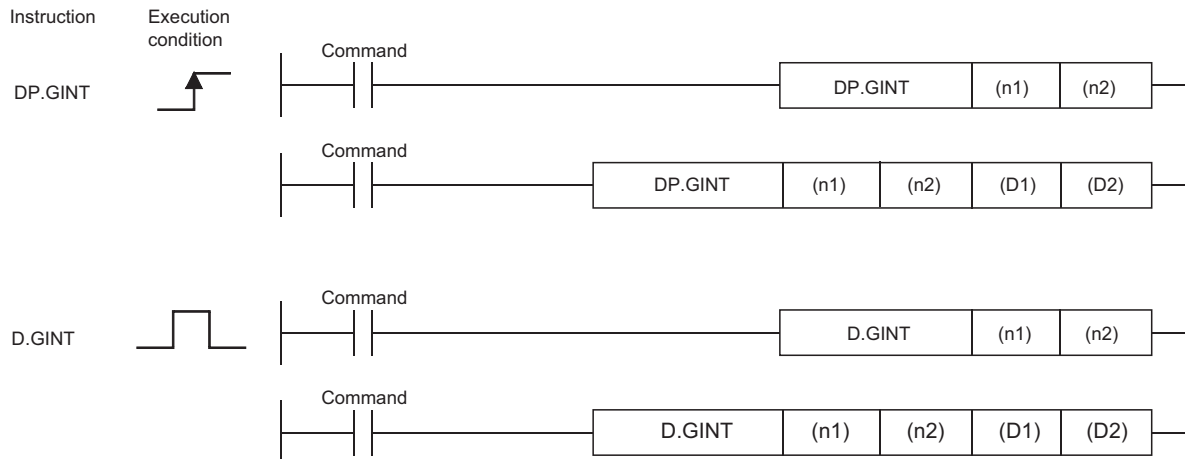 Instruction
Execution
condition
DP.GINT
Command
DP.GINT (n1) (n2)
Command
DP.GINT (n1) (n2) (D1) (D2)
D.GINT
Command
D.GINT (n1) (n2)
Command
D.GINT (n1) (n2) (D1) (D2)